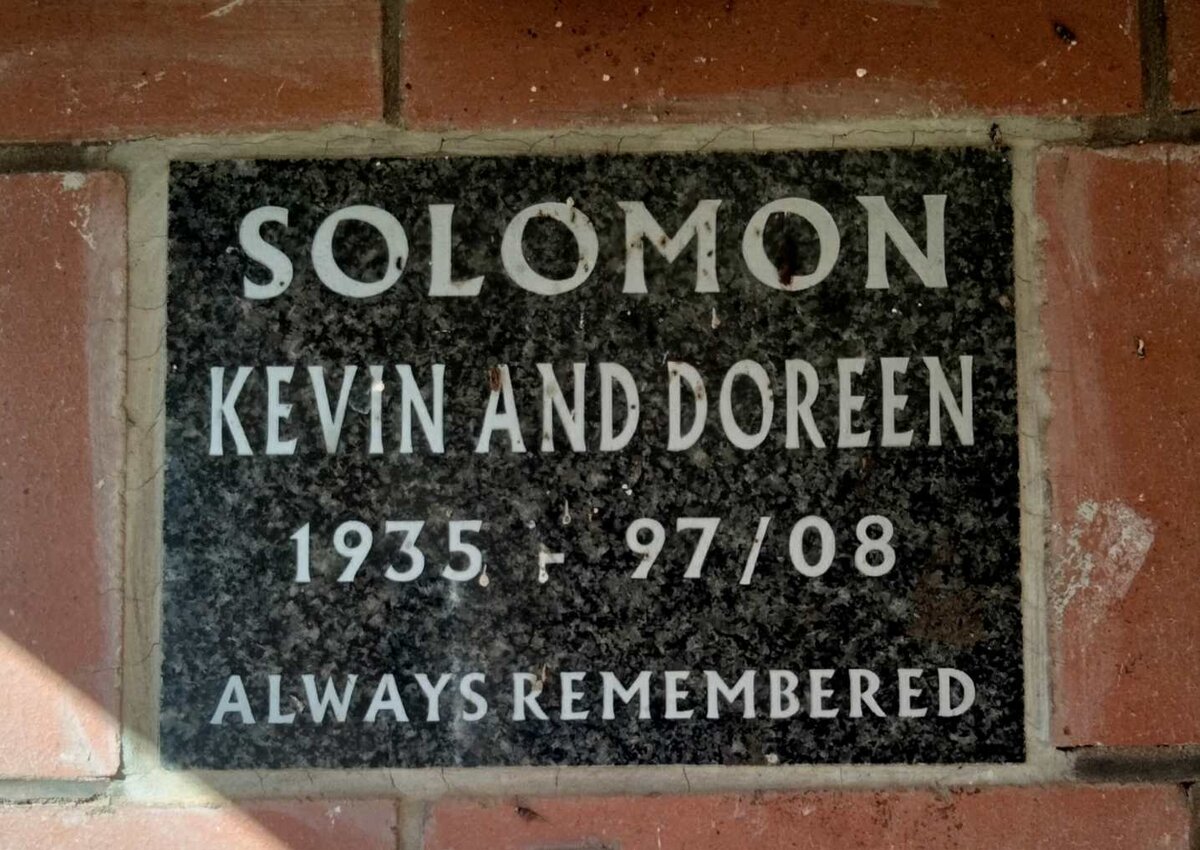 SOLOMON
KEVIN AND DOREEN
1935 - 97/08
ALWAYS REMEMBERED